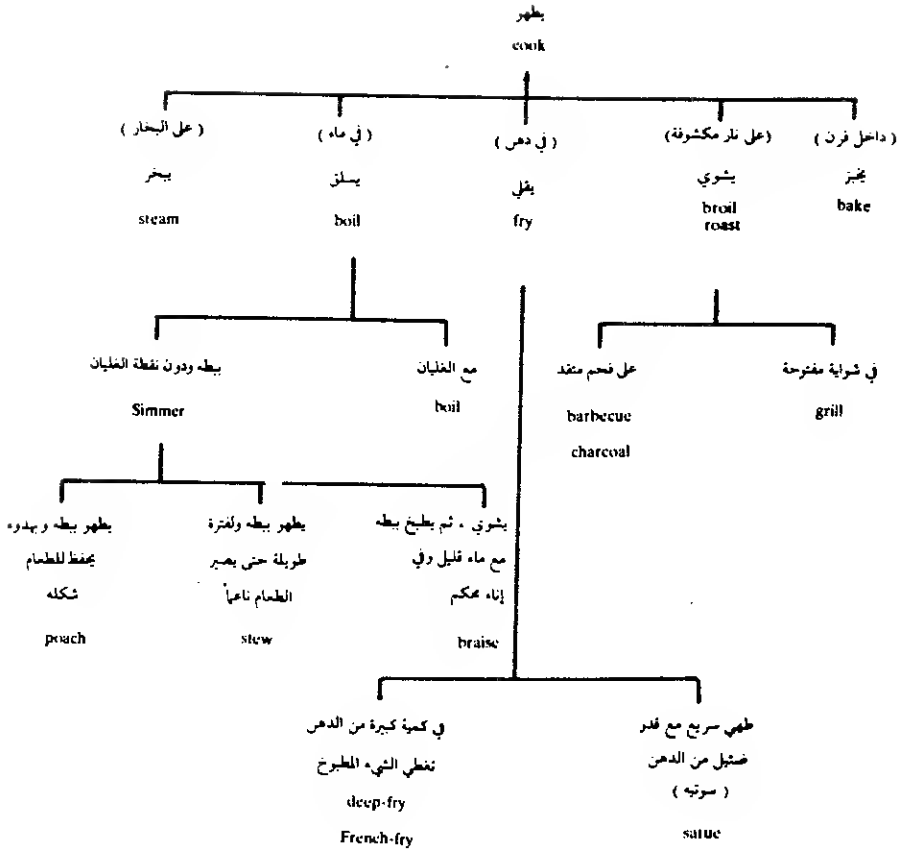 يطهر
cook
( داخل فرن )
يخبز
bake
( على نار مكشوفة )
يشوي
broil
roast
( في دهن )
يقلي
fry
( في ماء )
يسلق
boil
( على البخار )
يبخر
steam
في شواية مفتوحة
grill
على فحم متقد
barbecue
charcoal
مع الغليان
boil
ببطء ودون نقطة الغليان
Simmer
يشوي ، ثم يطبخ ببطء
مع ماء قليل وفي
إناء محكم
braise
يطهر ببطء ولفترة
طويلة حتى يصير
الطعام ناعماً
stew
يطهر ببطء وبهدوء
يحفظ للطعام
شكله
poach
طهي سريع مع قدر
ضئيل من الدهن
( سوتيه )
satue
في كمية كبيرة من الدهن
تغطي الشيء المطبوخ
deep-fry
French-fry